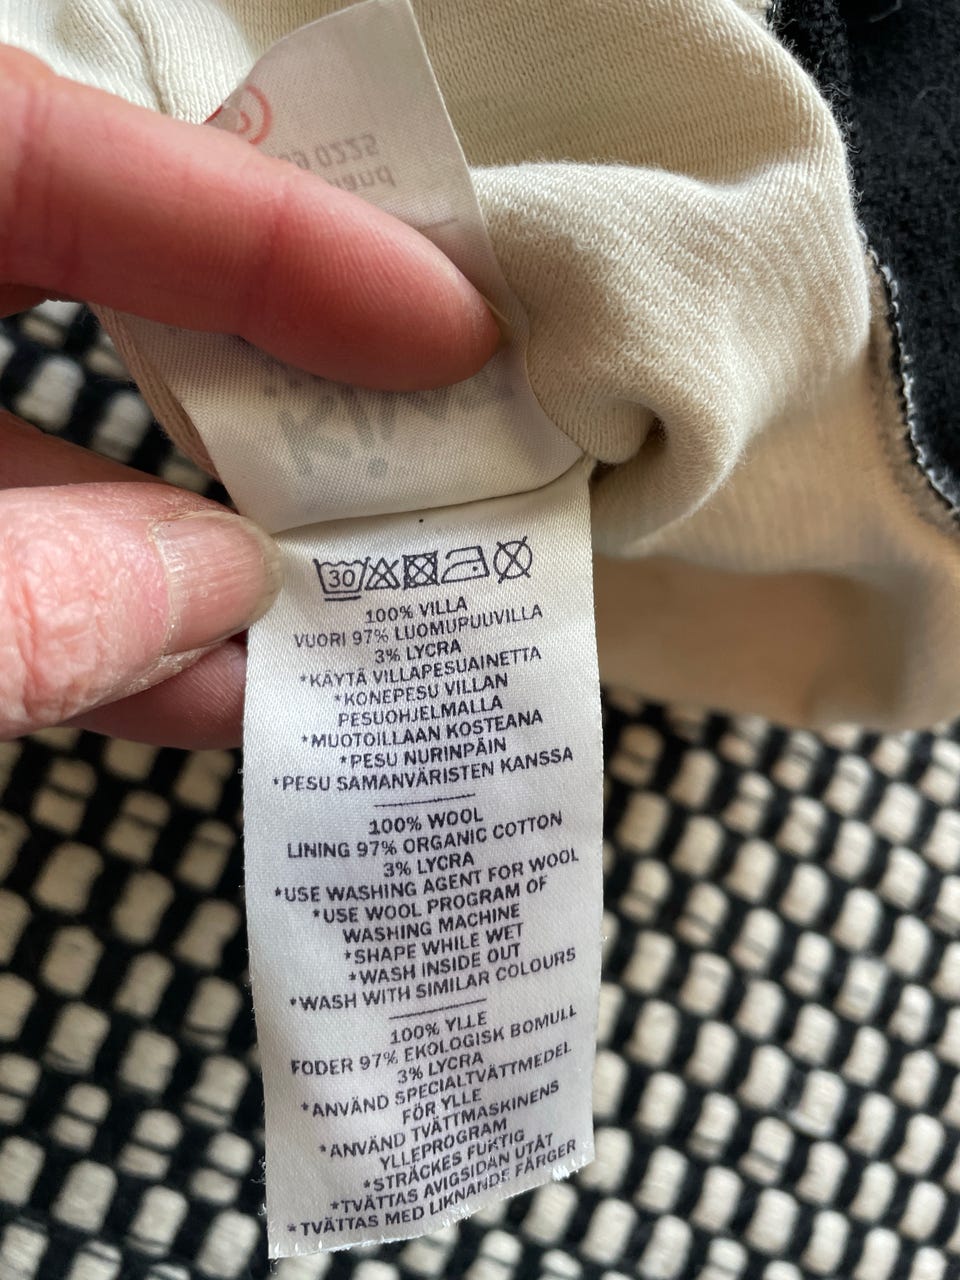 09 0225
30
100% VILLA
VUORI 97% LUOMUPUUVILLA
3% LYCRA
*KÄYTÄ VILLAPESUAINETTA
*KONEPESU VILLAN
PESUOHJELMALLA
*MUOTOILLAAN KOSTEANA
*PESU NURINPÄIN
*PESU SAMANVÄRISTEN KANSSA
100% WOOL
LINING 97% ORGANIC COTTON
3% LYCRA
*USE WASHING AGENT FOR WOOL
*USE WOOL PROGRAM OF
WASHING MACHINE
*SHAPE WHILE WET
*WASH INSIDE OUT
*WASH WITH SIMILAR COLOURS
100% YLLE
FODER 97% EKOLOGISK BOMULL
3% LYCRA
*ANVÄND SPECIALTVÄTTMEDEL
FÖR YLLE
*ANVÄND TVÄTTMASKINENS
YLLEPROGRAM
*STRÄCKES FUKTIG
*TVÄTTAS AVIGSIDAN UTÅT
*TVÄTTAS MED LIKNANDE FÄRGER